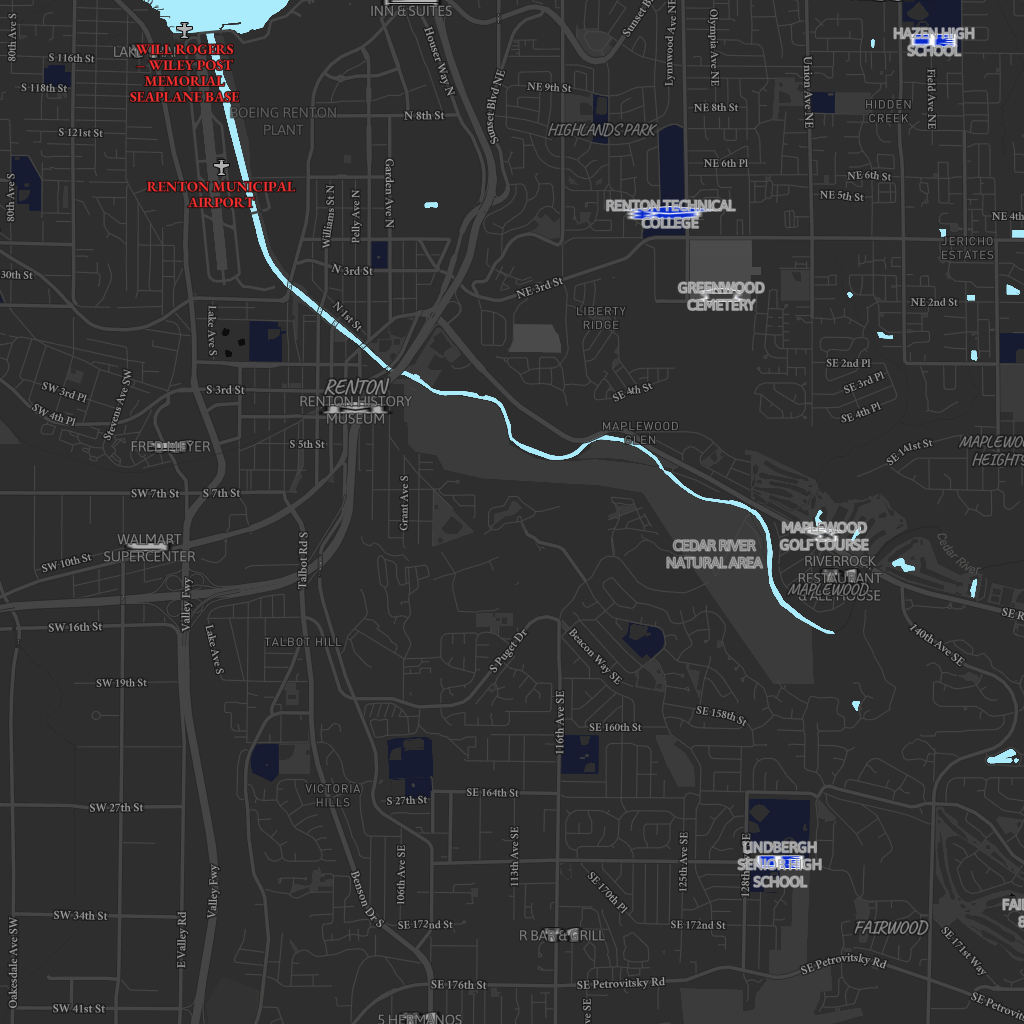 INN & SUITES
80th Ave S
Houser Way N
Sunset Blvd NE
Lynnwood Ave NE
Olympia Ave NE
HAZEN HIGH
SCHOOL
WILL ROGERS
– WILEY POST
MEMORIAL
SEAPLANE BASE
S 116th St
S 118th St
S 121st St
BOEING RENTON
PLANT
N 8th St
NE 9th St
NE 8th St
Union Ave NE
Field Ave NE
HIDDEN
CREEK
HIGHLANDS PARK
NE 6th Pl
NE 6th St
NE 5th St
NE 4th
80th Ave S
RENTON MUNICIPAL
AIRPORT
Garden Ave N
Williams St N
Pelly Ave N
RENTON TECHNICAL
COLLEGE
JERICHO
ESTATES
30th St
N 3rd St
NE 3rd St
GREENWOOD
CEMETERY
NE 2nd St
N 1st St
Lake Ave S
LIBERTY
RIDGE
SE 2nd Pl
SE 3rd Pl
SE 4th Pl
SW 3rd Pl
SW 4th Pl
Stevens Ave SW
S 3rd St
RENTON
RENTON HISTORY
MUSEUM
SE 4th St
FRED MEYER
S 5th St
MAPLEWOOD
GLEN
SE 141st St
MAPLEWOOD
HEIGHTS
SW 7th St
S 7th St
Grant Ave S
WALMART
SUPERCENTER
SW 10th St
Talbot Rd S
CEDAR RIVER
NATURAL AREA
MAPLEWOOD
GOLF COURSE
RIVERROCK
RESTAURANT
& ALE HOUSE
MAPLEWOOD
Cedar River
SE R
Valley Fwy
SW 16th St
Lake Ave S
TALBOT HILL
S Puget Dr
Beacon Way SE
140th Ave SE
SW 19th St
116th Ave SE
SE 158th St
SE 160th St
VICTORIA
HILLS
SW 27th St
S 27th St
SE 164th St
113th Ave SE
125th Ave SE
128th Ave SE
LINDBERGH
SENIOR HIGH
SCHOOL
106th Ave SE
Benson Dr S
SE 170th Pl
Valley Fwy
SW 34th St
E Valley Rd
Oakesdale Ave SW
SE 172nd St
SE 172nd St
FAIRWOOD
SE 171st Way
SE Petrovitsky Rd
SE 176th St
SE Petrovitsky Rd
SE Petrovitsky
SW 41st St
5 HERMANOS